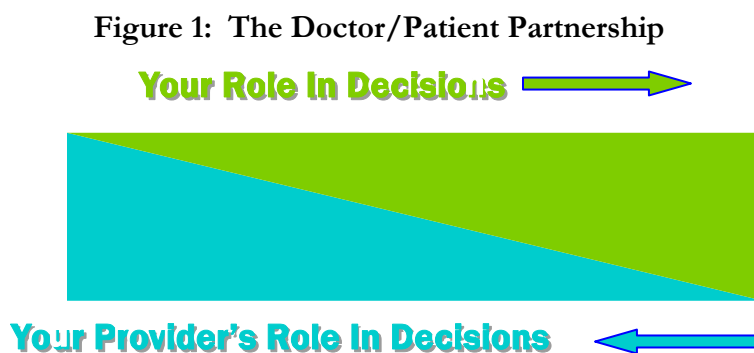 Figure 1:  The Doctor/Patient Partnership
Your Role In Decisions
Your Provider's Role In Decisions